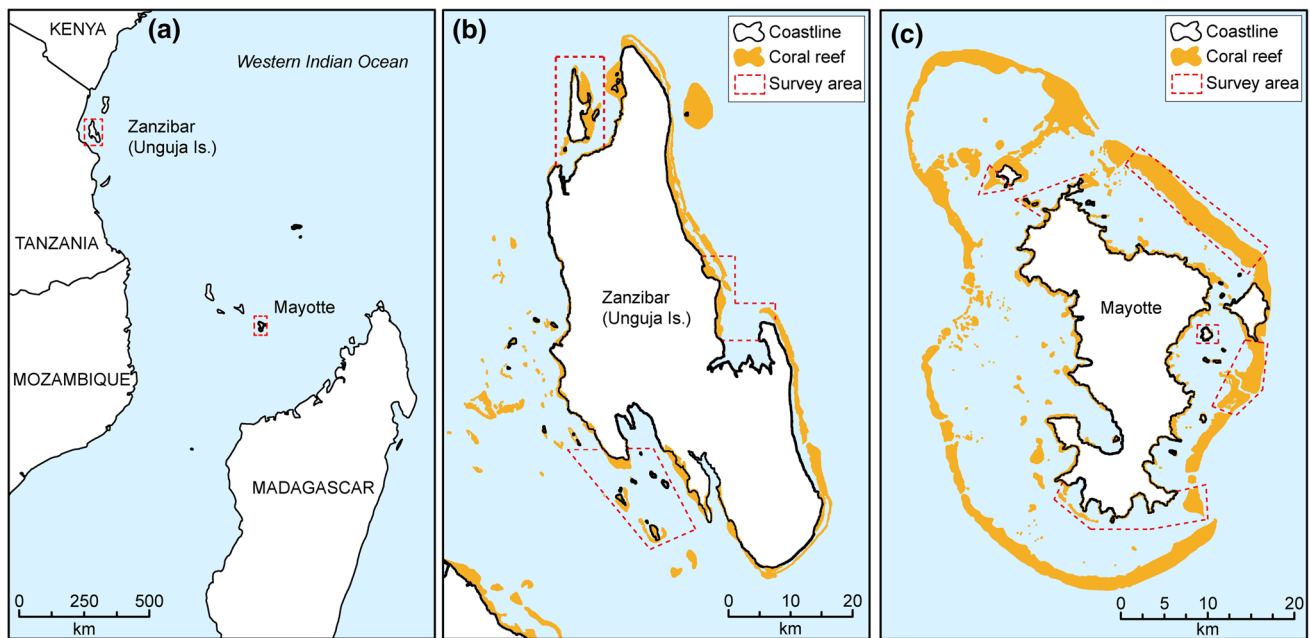 KENYA
(a)
Western Indian Ocean
Zanzibar
(Unguja Is.)
TANZANIA
Mayotte
MOZAMBIQUE
MADAGASCAR
0 250 500
km
(b)
Coastline
Coral reef
Survey area
Zanzibar
(Unguja Is.)
0 10 20
km
(c)
Coastline
Coral reef
Survey area
Mayotte
0 5 10 20
km